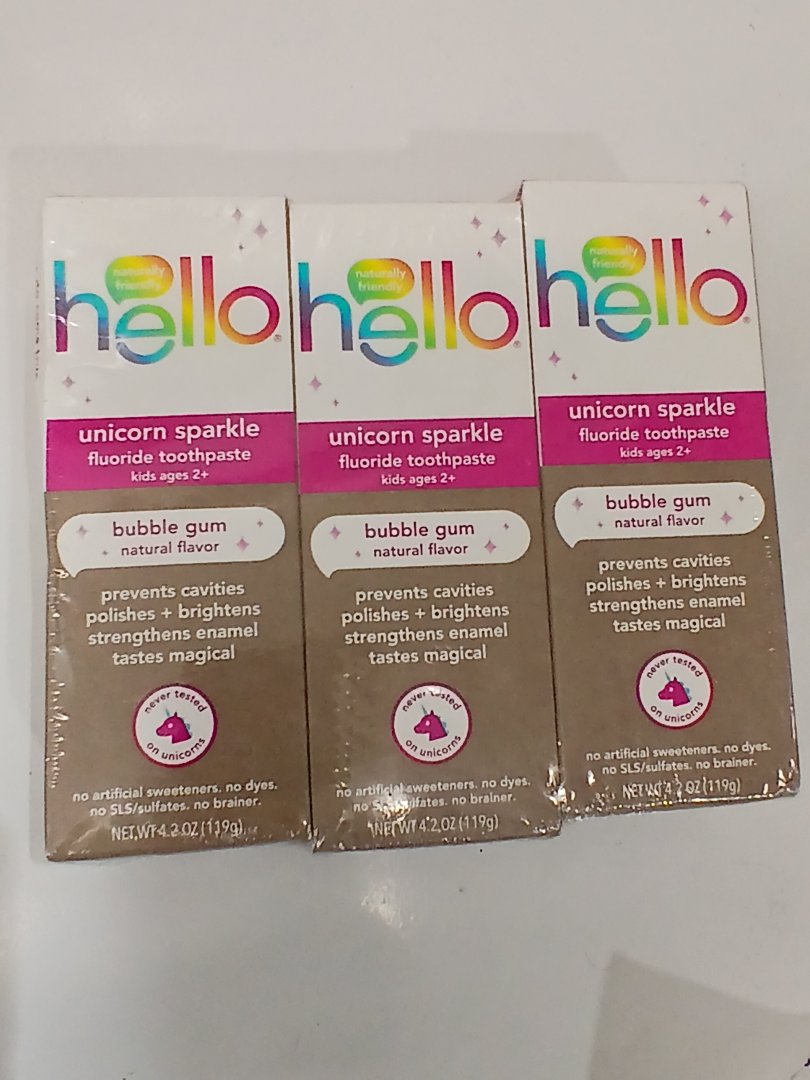 naturally
friendly
hello®
unicorn sparkle
fluoride toothpaste
kids ages 2+
bubble gum
natural flavor
prevents cavities
polishes + brightens
strengthens enamel
tastes magical
never tested
on unicorns
no artificial sweeteners. no dyes.
no SLS/sulfates. no brainer.
NET WT 4.2 OZ (119g)
naturally
friendly
hello®
unicorn sparkle
fluoride toothpaste
kids ages 2+
bubble gum
natural flavor
prevents cavities
polishes + brightens
strengthens enamel
tastes magical
never tested
on unicorns
no artificial sweeteners. no dyes.
no SLS/sulfates. no brainer.
NET WT 4.2 OZ (119g)
naturally
friendly
hello®
unicorn sparkle
fluoride toothpaste
kids ages 2+
bubble gum
natural flavor
prevents cavities
polishes + brightens
strengthens enamel
tastes magical
never tested
on unicorns
no artificial sweeteners. no dyes.
no SLS/sulfates. no brainer.
NET WT 4.2 OZ (119g)